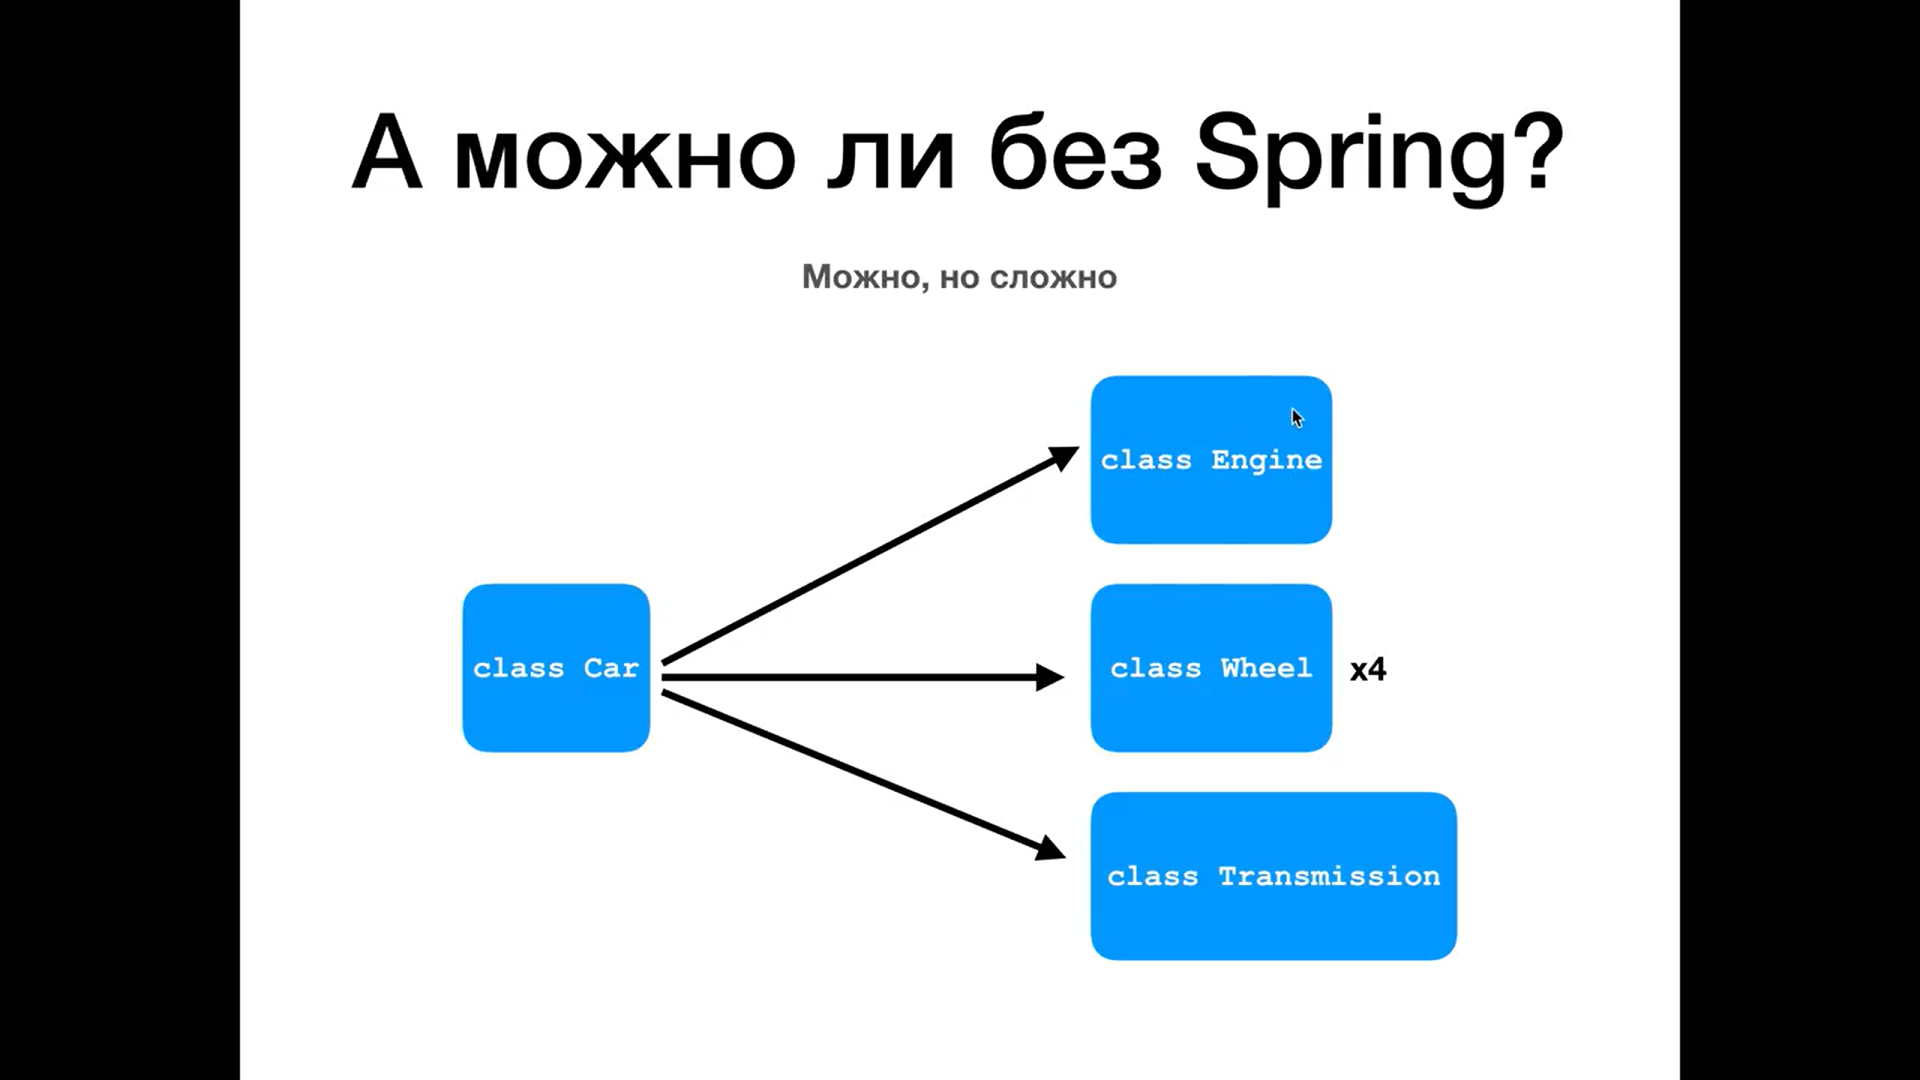 А можно ли без Spring?
Можно, но сложно
class Engine
class Car
class Wheel
x4
class Transmission